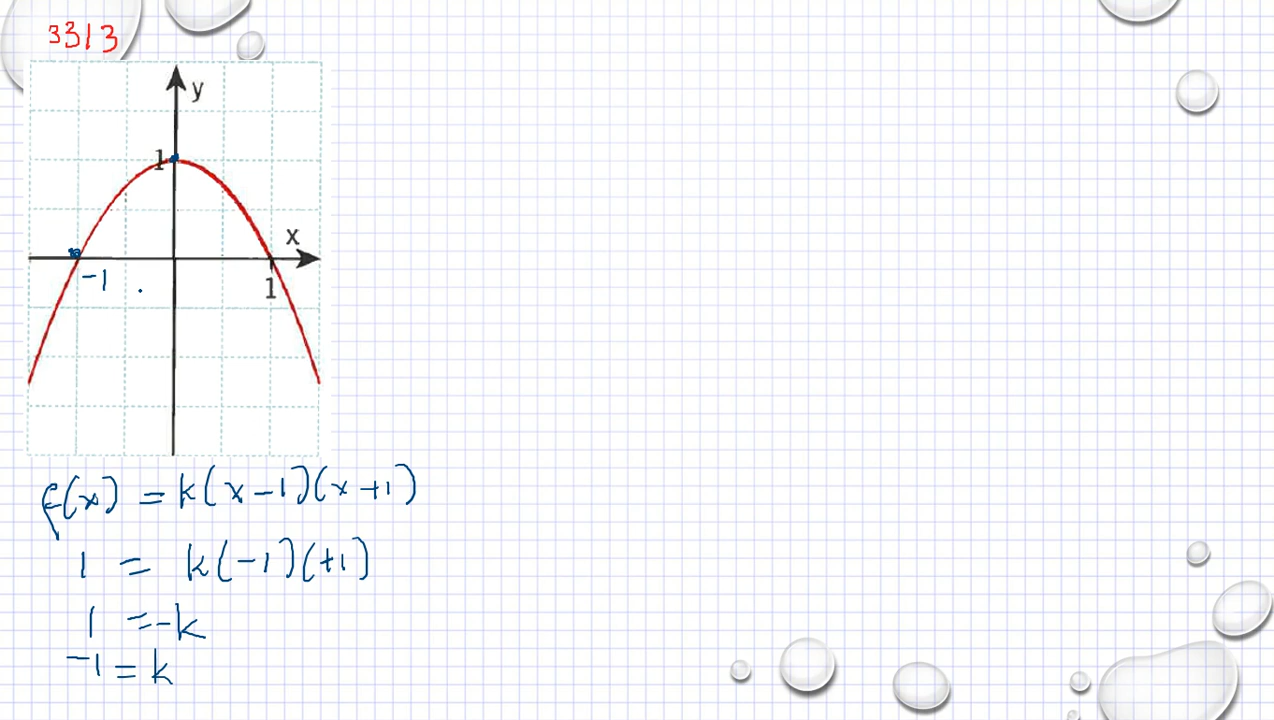 3313
y
1
x
-1
1
f(x) = k(x-1)(x+1)
1 = k(-1)(+1)
1 = -k
-1 = k